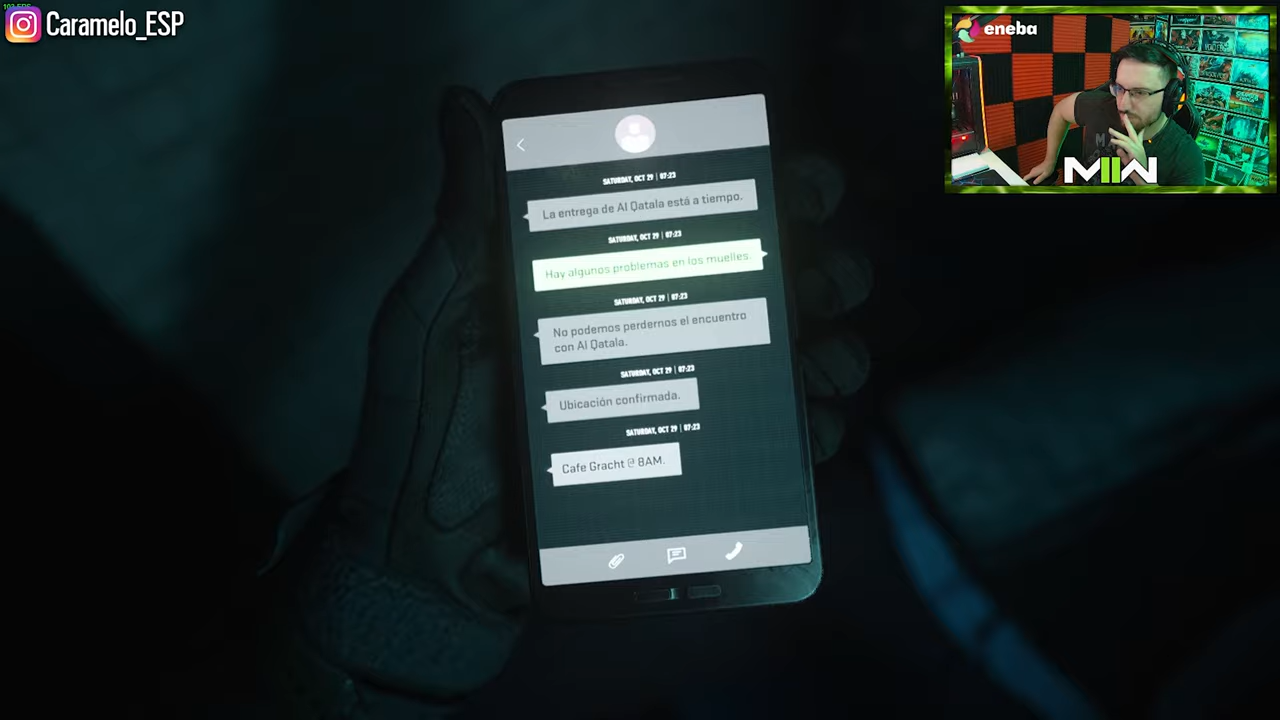 103 FPS
Caramelo_ESP
eneba
MIIW
SATURDAY, OCT 29 | 07:23
La entrega de Al Qatala está a tiempo.
SATURDAY, OCT 29 | 07:23
Hay algunos problemas en los muelles.
SATURDAY, OCT 29 | 07:23
No podemos perdernos el encuentro
con Al Qatala.
SATURDAY, OCT 29 | 07:23
Ubicación confirmada.
SATURDAY, OCT 29 | 07:23
Cafe Gracht @ 8AM.